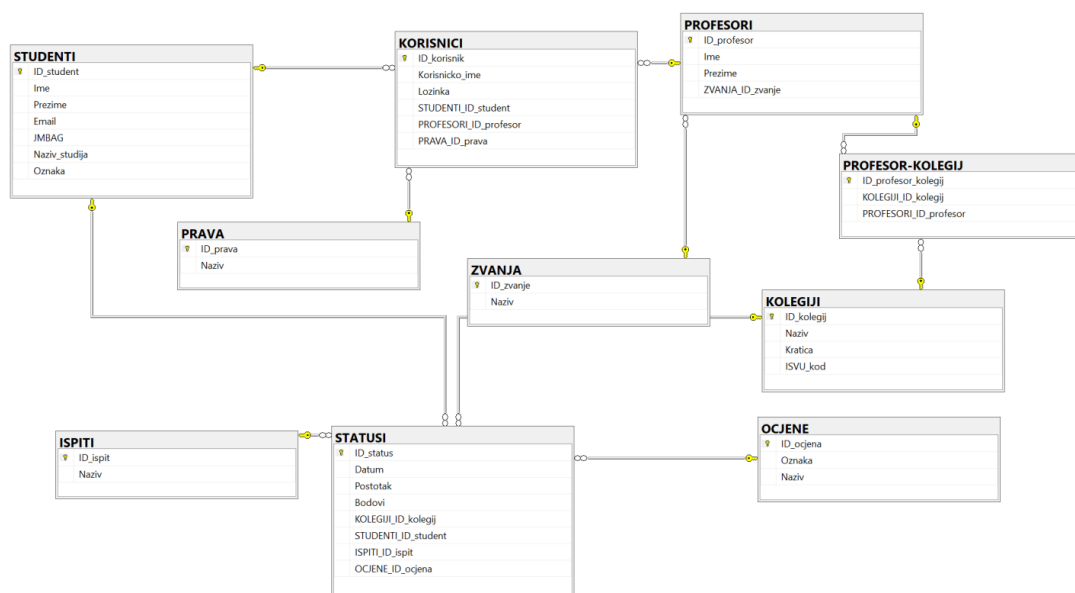 STUDENTI
ID_student
Ime
Prezime
Email
JMBAG
Naziv_studija
Oznaka
KORISNICI
ID_korisnik
Korisnicko_ime
Lozinka
STUDENTI_ID_student
PROFESORI_ID_profesor
PRAVA_ID_prava
PROFESORI
ID_profesor
Ime
Prezime
ZVANJA_ID_zvanje
PROFESOR-KOLEGIJ
ID_profesor_kolegij
KOLEGIJI_ID_kolegij
PROFESORI_ID_profesor
PRAVA
ID_prava
Naziv
ZVANJA
ID_zvanje
Naziv
KOLEGIJI
ID_kolegij
Naziv
Kratica
ISVU_kod
ISPITI
ID_ispit
Naziv
STATUSI
ID_status
Datum
Postotak
Bodovi
KOLEGIJI_ID_kolegij
STUDENTI_ID_student
ISPITI_ID_ispit
OCJENE_ID_ocjena
OCJENE
ID_ocjena
Oznaka
Naziv